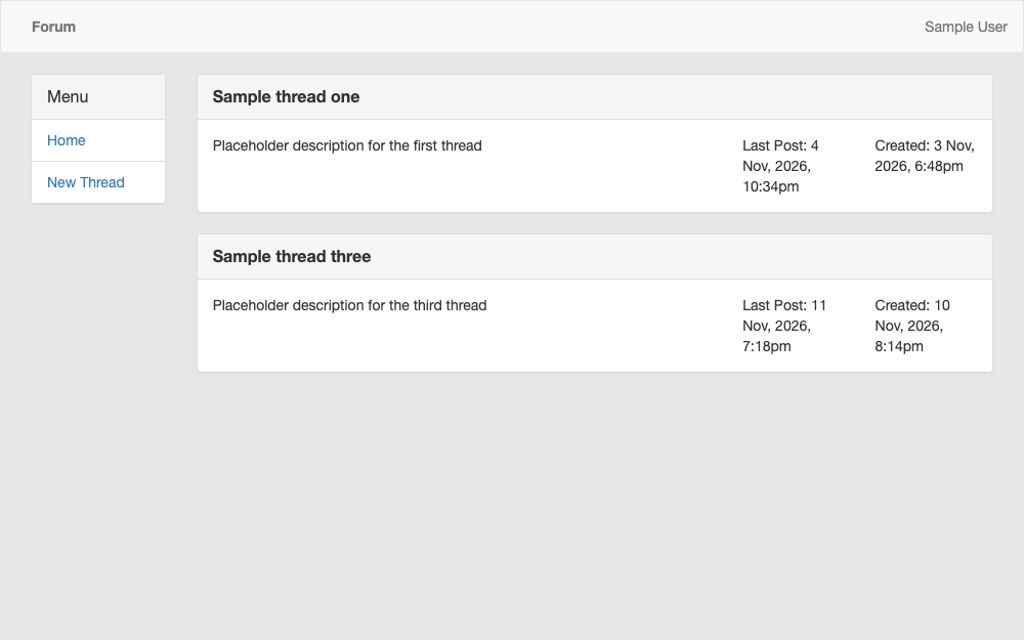 Forum
Sample User
Menu
Home
New Thread
Sample thread one
Placeholder description for the first thread
Last Post: 4
Nov, 2026,
10:34pm
Created: 3 Nov,
2026, 6:48pm
Sample thread three
Placeholder description for the third thread
Last Post: 11
Nov, 2026,
7:18pm
Created: 10
Nov, 2026,
8:14pm